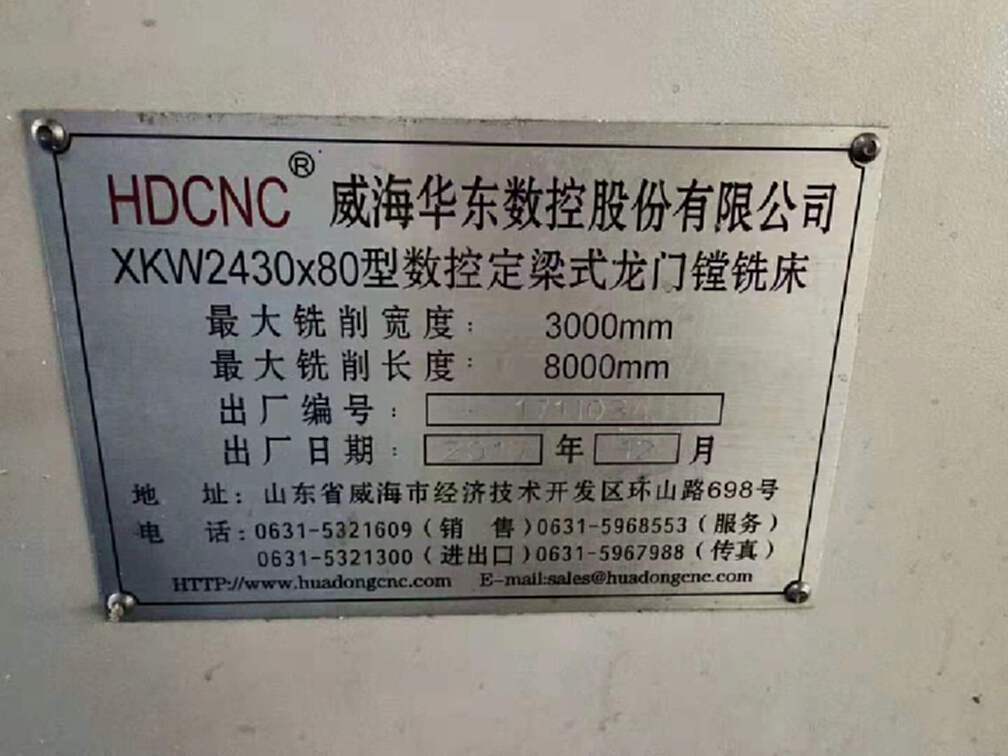 HDCNC® 威海华东数控股份有限公司
XKW2430x80型数控定梁式龙门镗铣床
最大铣削宽度: 3000mm
最大铣削长度: 8000mm
出厂编号:
出厂日期: 2017 年 12 月
地 址: 山东省威海市经济技术开发区环山路698号
电 话: 0631-5321609(销 售)0631-5968553(服务)
0631-5321300(进出口)0631-5967988(传真)
HTTP://www.huadongcnc.com E-mail:sales@huadongcnc.com